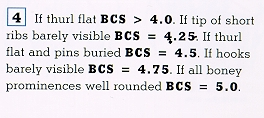 4 If thurl flat BCS > 4.0. If tip of short
ribs barely visible BCS = 4.25. If thurl
flat and pins buried BCS = 4.5. If hooks
barely visible BCS = 4.75. If all boney
prominences well rounded BCS = 5.0.